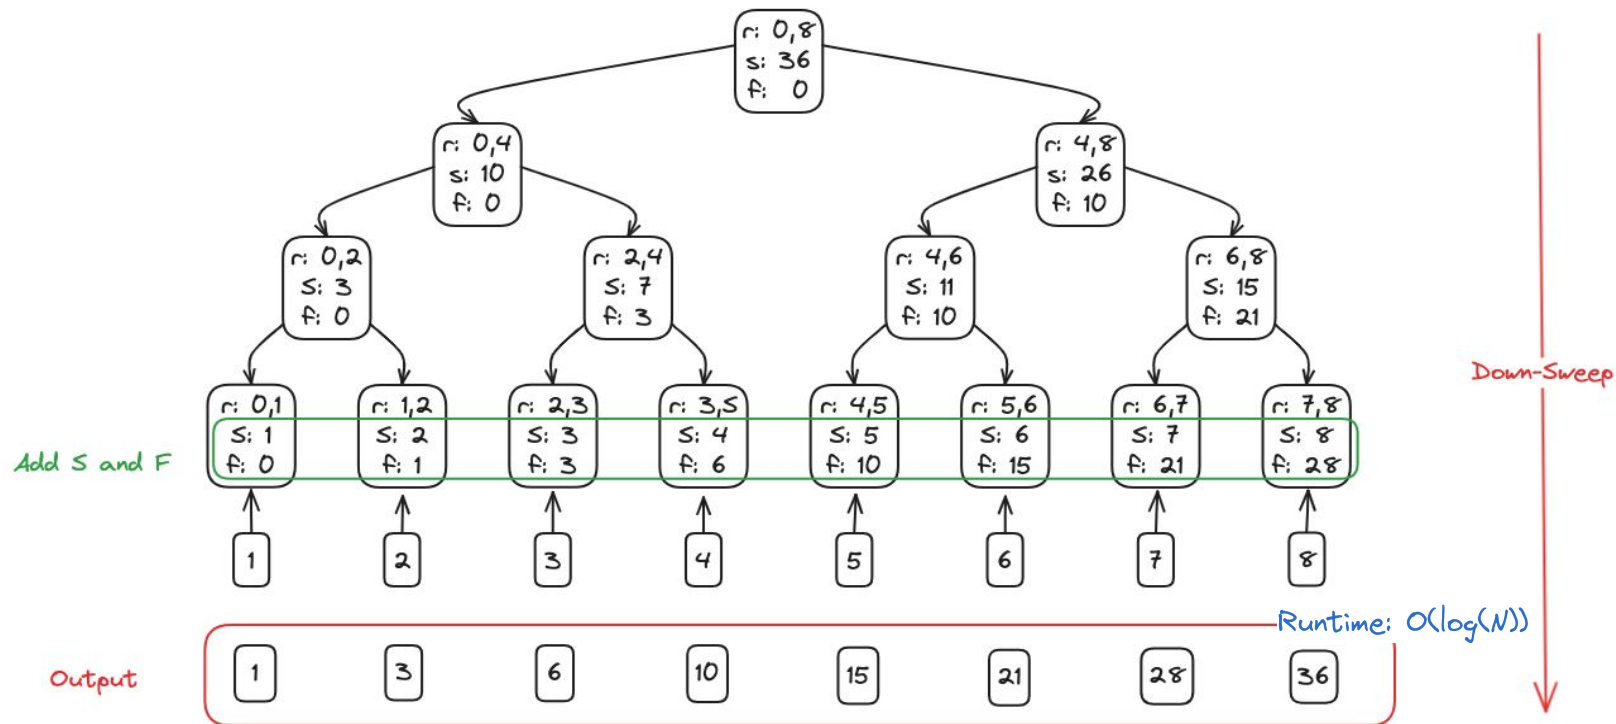 r: 0,8
s: 36
f: 0
r: 0,4
s: 10
f: 0
r: 4,8
s: 26
f: 10
r: 0,2
S: 3
f: 0
r: 2,4
S: 7
f: 3
r: 4,6
S: 11
f: 10
r: 6,8
S: 15
f: 21
Down-Sweep
r: 0,1
S: 1
f: 0
r: 1,2
S: 2
f: 1
r: 2,3
S: 3
f: 3
r: 3,5
S: 4
f: 6
r: 4,5
S: 5
f: 10
r: 5,6
S: 6
f: 15
r: 6,7
S: 7
f: 21
r: 7,8
S: 8
f: 28
Add S and F
1
2
3
4
5
6
7
8
Runtime: O(log(N))
Output
1
3
6
10
15
21
28
36